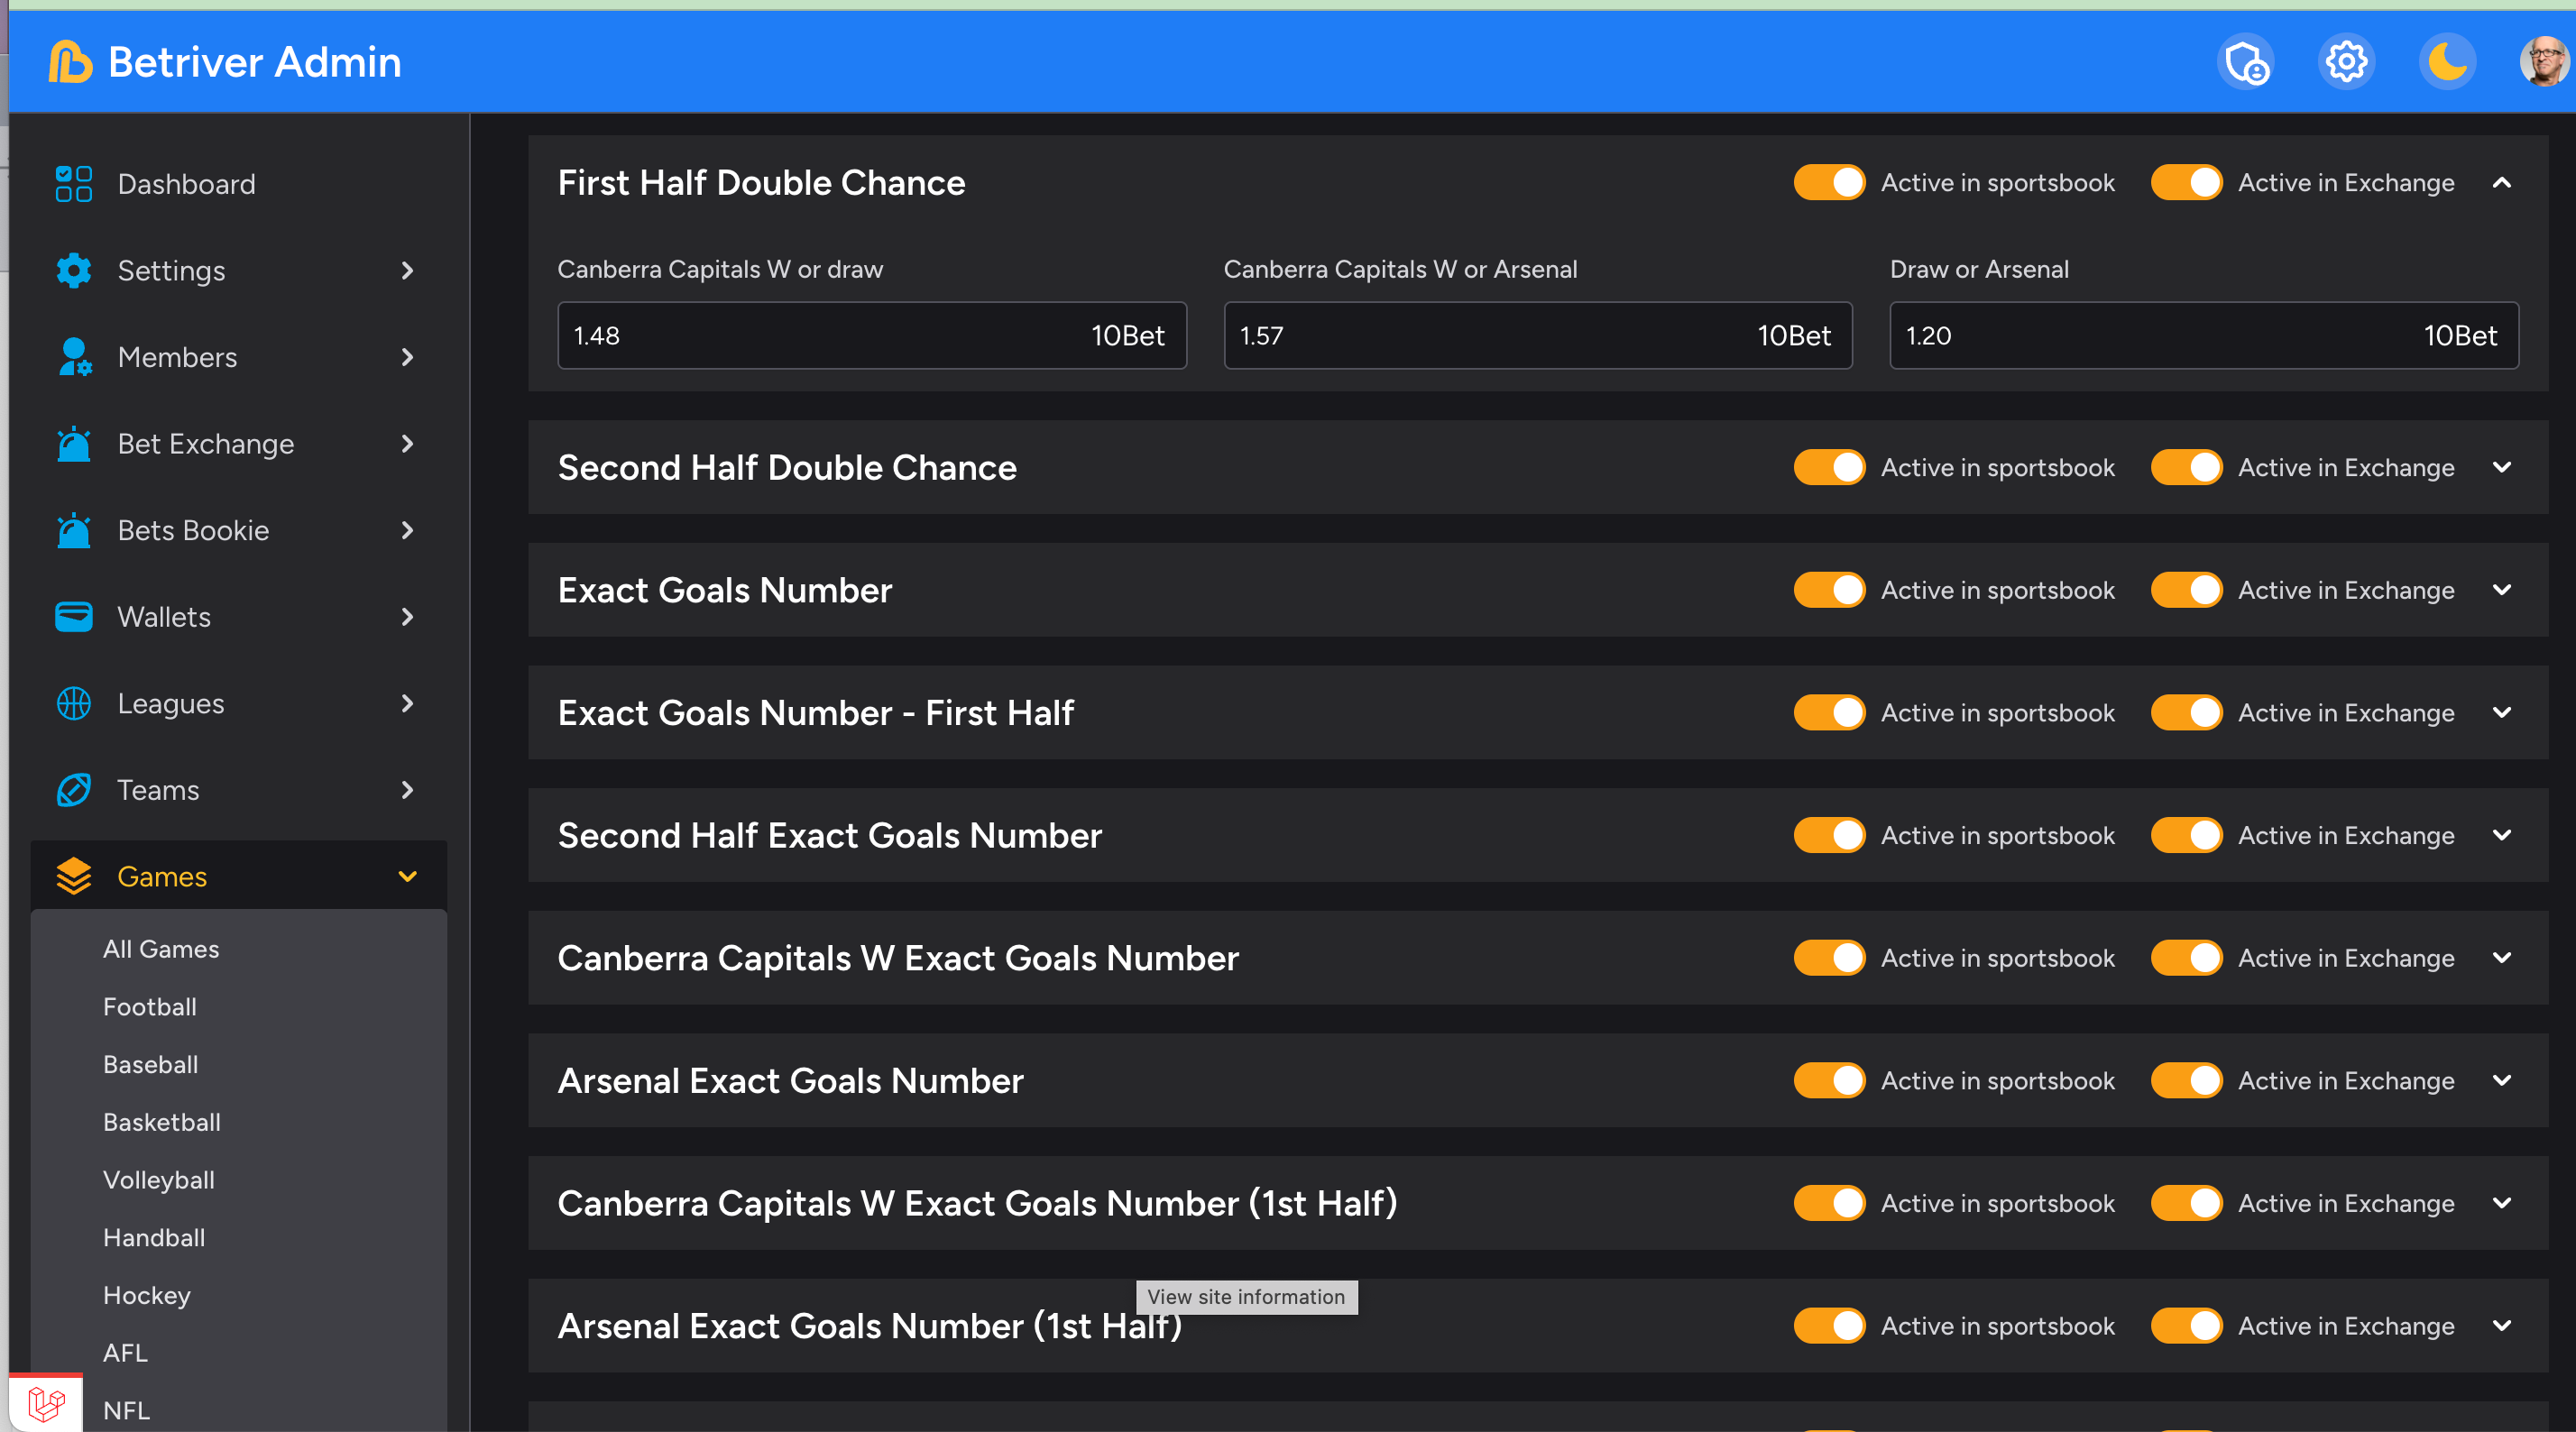 Betriver Admin
Dashboard
Settings
Members
Bet Exchange
Bets Bookie
Wallets
Leagues
Teams
Games
All Games
Football
Baseball
Basketball
Volleyball
Handball
Hockey
AFL
NFL
First Half Double Chance
Active in sportsbook
Active in Exchange
Canberra Capitals W or draw
1.48
10Bet
Canberra Capitals W or Arsenal
1.57
10Bet
Draw or Arsenal
1.20
10Bet
Second Half Double Chance
Active in sportsbook
Active in Exchange
Exact Goals Number
Active in sportsbook
Active in Exchange
Exact Goals Number - First Half
Active in sportsbook
Active in Exchange
Second Half Exact Goals Number
Active in sportsbook
Active in Exchange
Canberra Capitals W Exact Goals Number
Active in sportsbook
Active in Exchange
Arsenal Exact Goals Number
Active in sportsbook
Active in Exchange
Canberra Capitals W Exact Goals Number (1st Half)
Active in sportsbook
Active in Exchange
View site information
Arsenal Exact Goals Number (1st Half)
Active in sportsbook
Active in Exchange